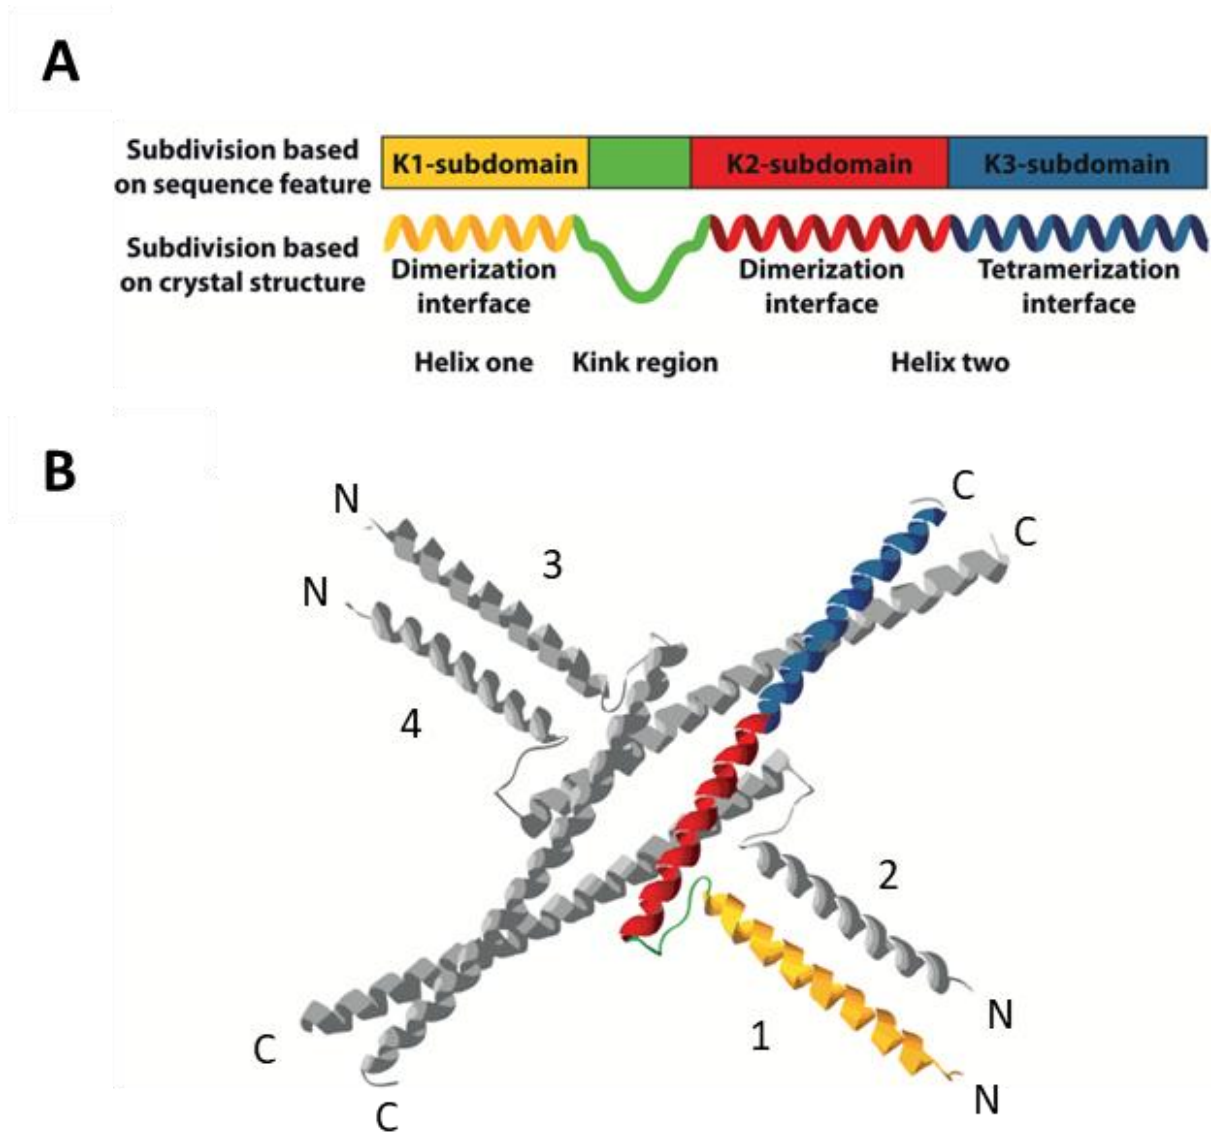 A
Subdivision based
on sequence feature
K1-subdomain
K2-subdomain
K3-subdomain
Subdivision based
on crystal structure
Dimerization
interface
Dimerization
interface
Tetramerization
interface
Helix one
Kink region
Helix two
B
N
C
C
3
N
4
2
N
1
C
N
C